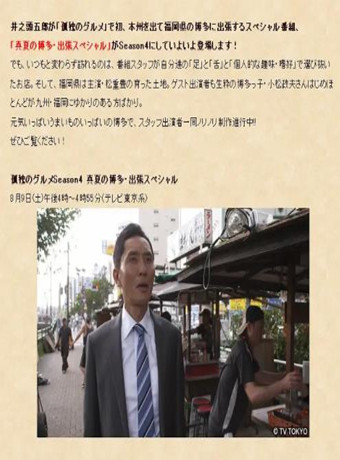 井之頭五郎が「孤独のグルメ」で初、本州を出て福岡県の博多に出張するスペシャル番組、
「真夏の博多・出張スペシャル」がSeason4にしていよいよ登場します！
でも、いつもと変わらず訪れるのは、番組スタッフが自分達の「足」と「舌」と「個人的な趣味・嗜好」で選び抜い
たお店。そして、福岡県は主演・松重豊の育った土地。ゲスト出演者も生粋の博多っ子・小松政夫さんはじめほ
とんどが九州・福岡にゆかりのある方ばかり。
元気いっぱいうまいものいっぱいの博多で、スタッフ出演者一同ノリノリ制作進行中!!
ぜひご覧ください！
孤独のグルメSeason4 真夏の博多・出張スペシャル
8月9日(土)午後4時～4時55分(テレビ東京系)
© TV TOKYO